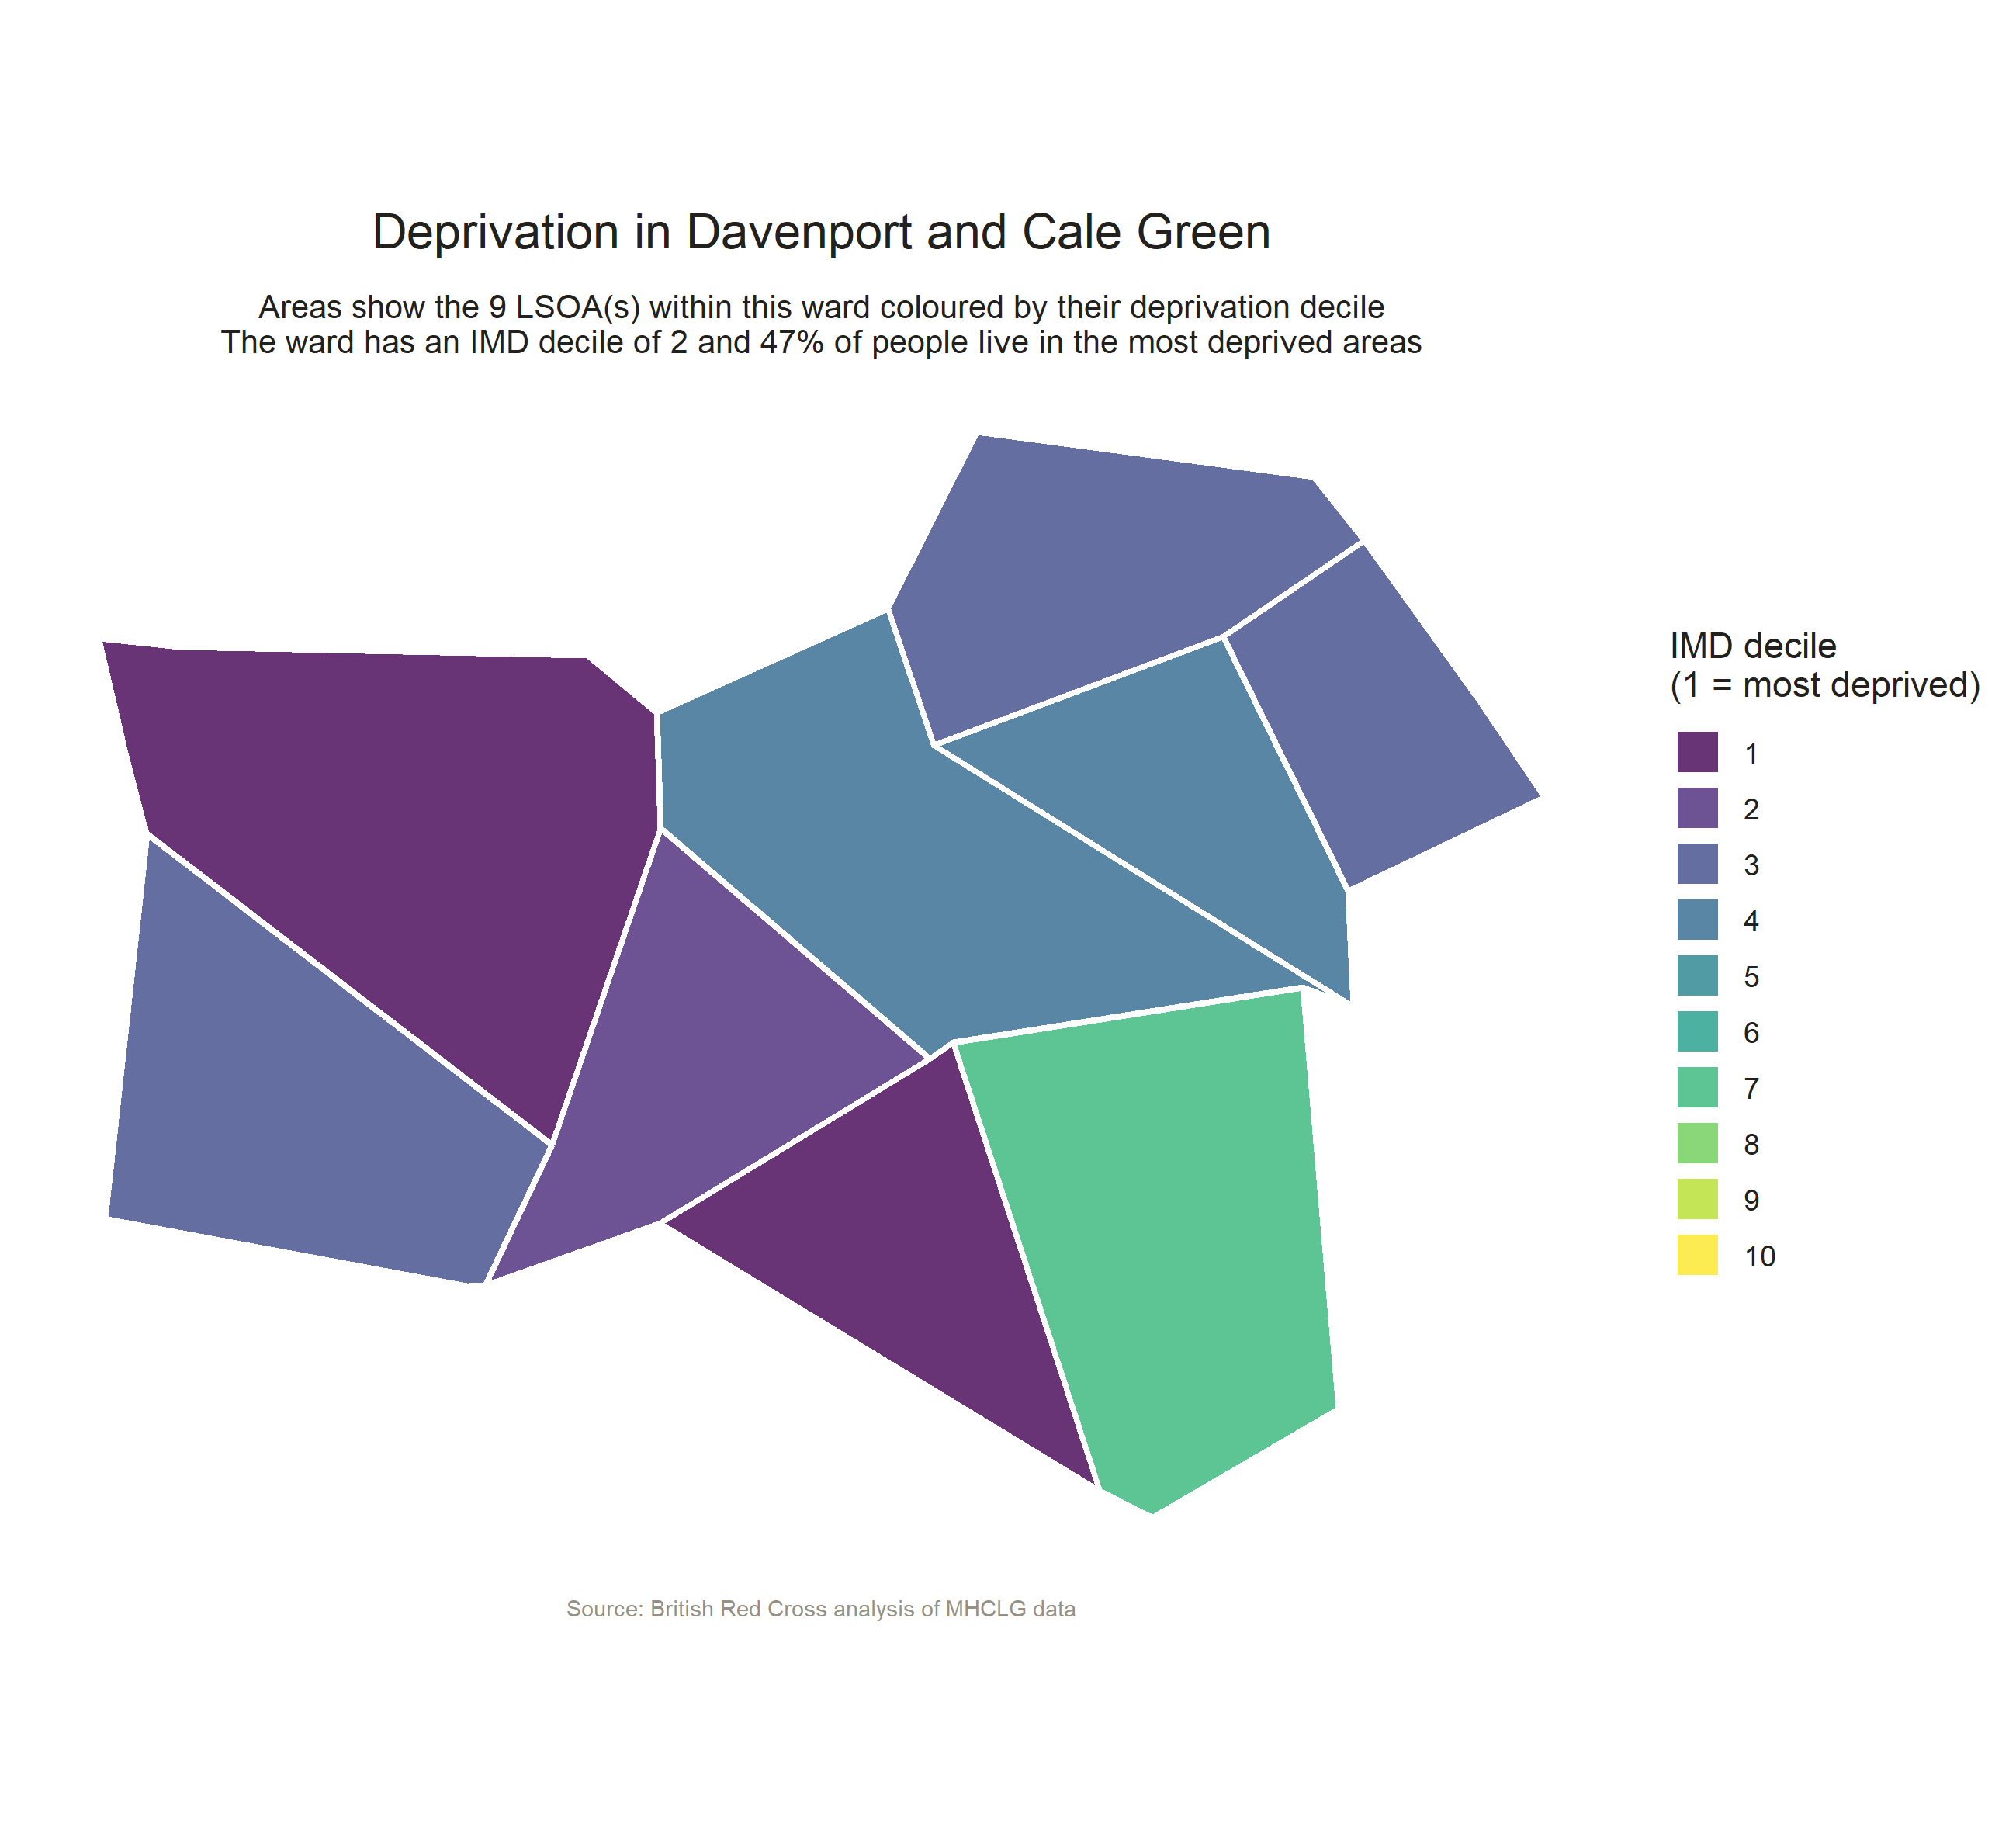 Deprivation in Davenport and Cale Green
Areas show the 9 LSOA(s) within this ward coloured by their deprivation decile
The ward has an IMD decile of 2 and 47% of people live in the most deprived areas
IMD decile
(1 = most deprived)
1
2
3
4
5
6
7
8
9
10
Source: British Red Cross analysis of MHCLG data